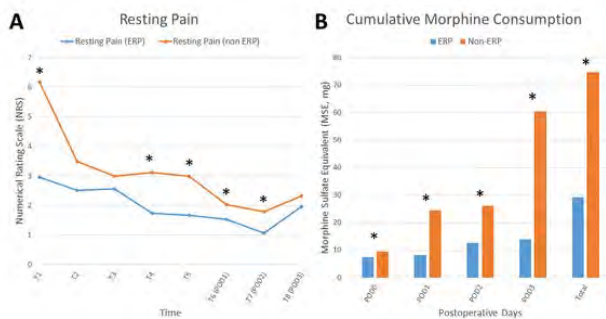 A
Resting Pain
Resting Pain (ERP)
Resting Pain (non ERP)
Numerical Rating Scale (NRS)
7
6
5
4
3
2
1
0
*
*
*
*
*
T1
T2
T3
T4
T5
T6 (POD1)
T7 (POD2)
T8 (POD3)
Time
B
Cumulative Morphine Consumption
ERP
Non-ERP
Morphine Sulfate Equivalent (MSE, mg)
80
70
60
50
40
30
20
10
0
*
*
*
*
*
POD0
POD1
POD2
POD3
Total
Postoperative Days